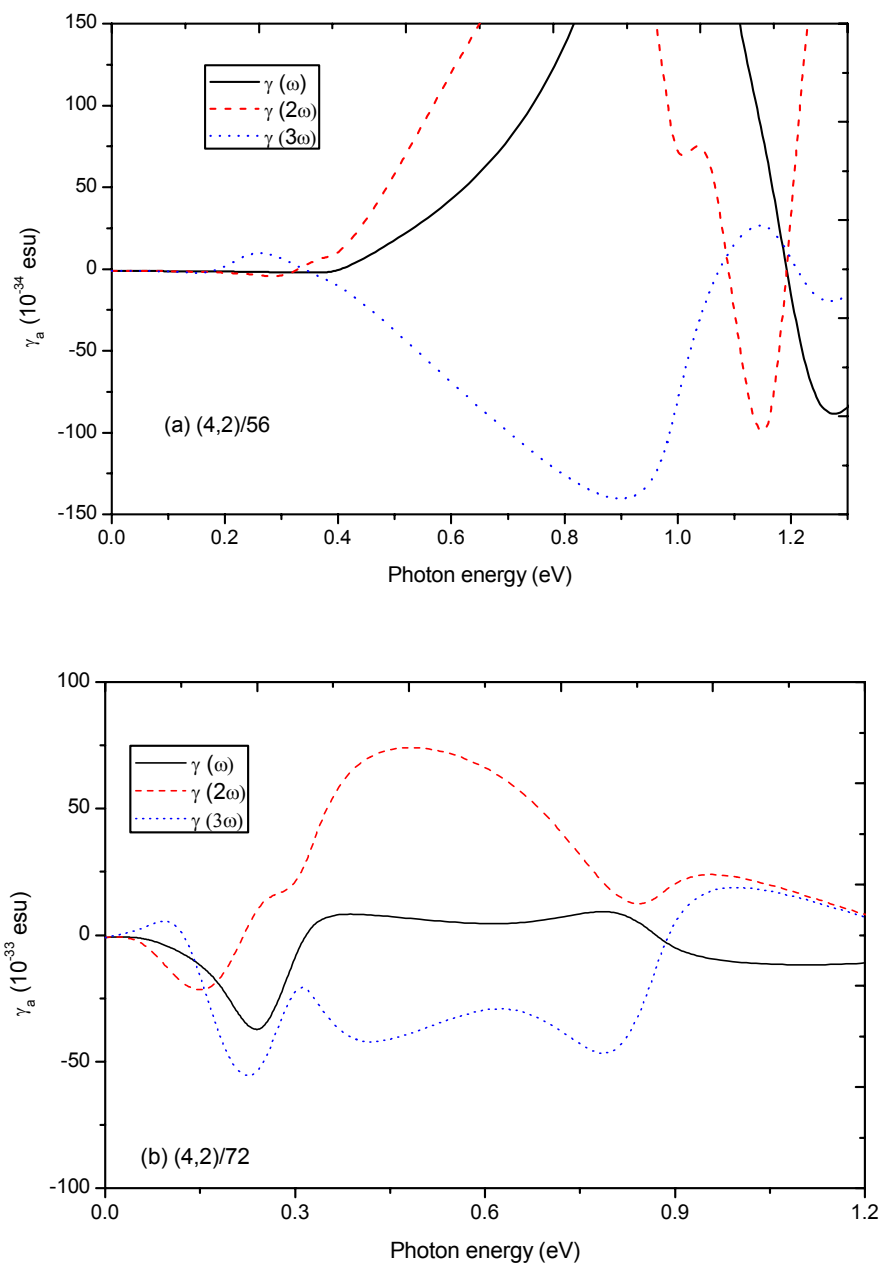 150
100
50
0
-50
-100
-150
γa (10-34 esu)
γ (ω)
γ (2ω)
γ (3ω)
(a) (4,2)/56
0.0 0.2 0.4 0.6 0.8 1.0 1.2
Photon energy (eV)
100
50
0
-50
-100
γa (10-33 esu)
γ (ω)
γ (2ω)
γ (3ω)
(b) (4,2)/72
0.0 0.3 0.6 0.9 1.2
Photon energy (eV)